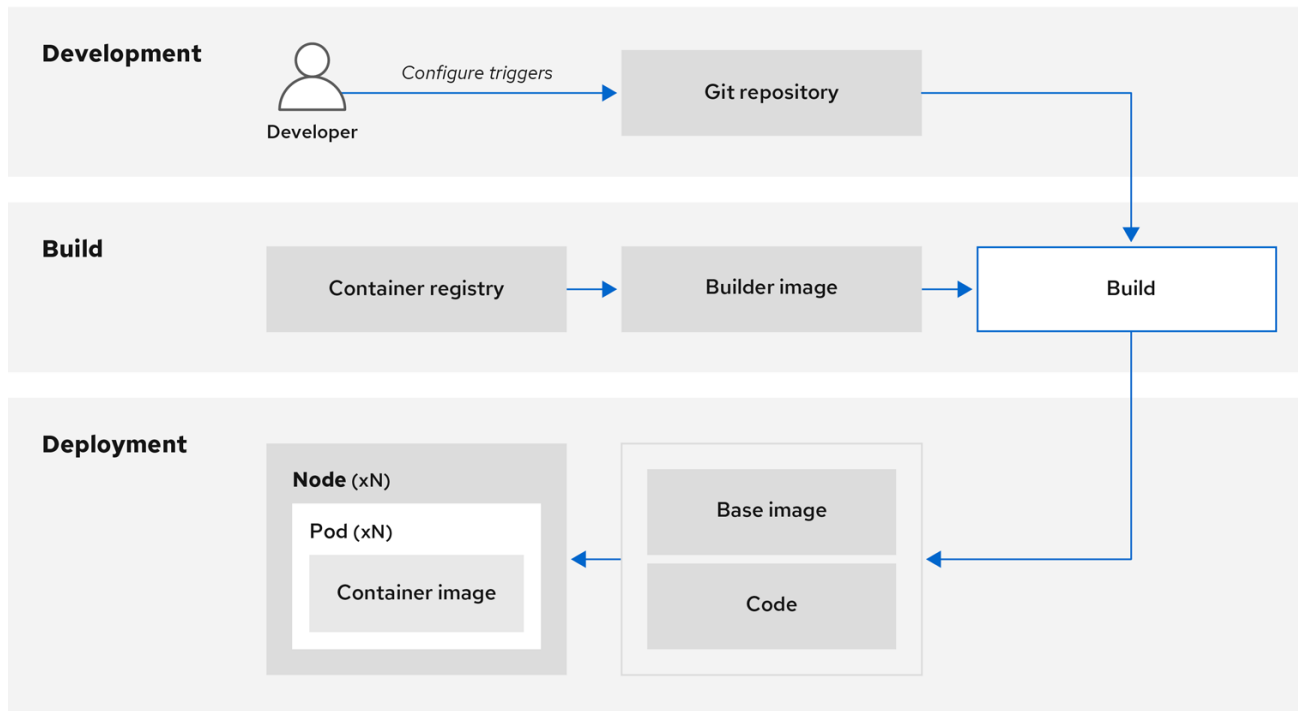 Development
Configure triggers
Git repository
Developer
Build
Container registry
Builder image
Build
Deployment
Node (xN)
Pod (xN)
Container image
Base image
Code